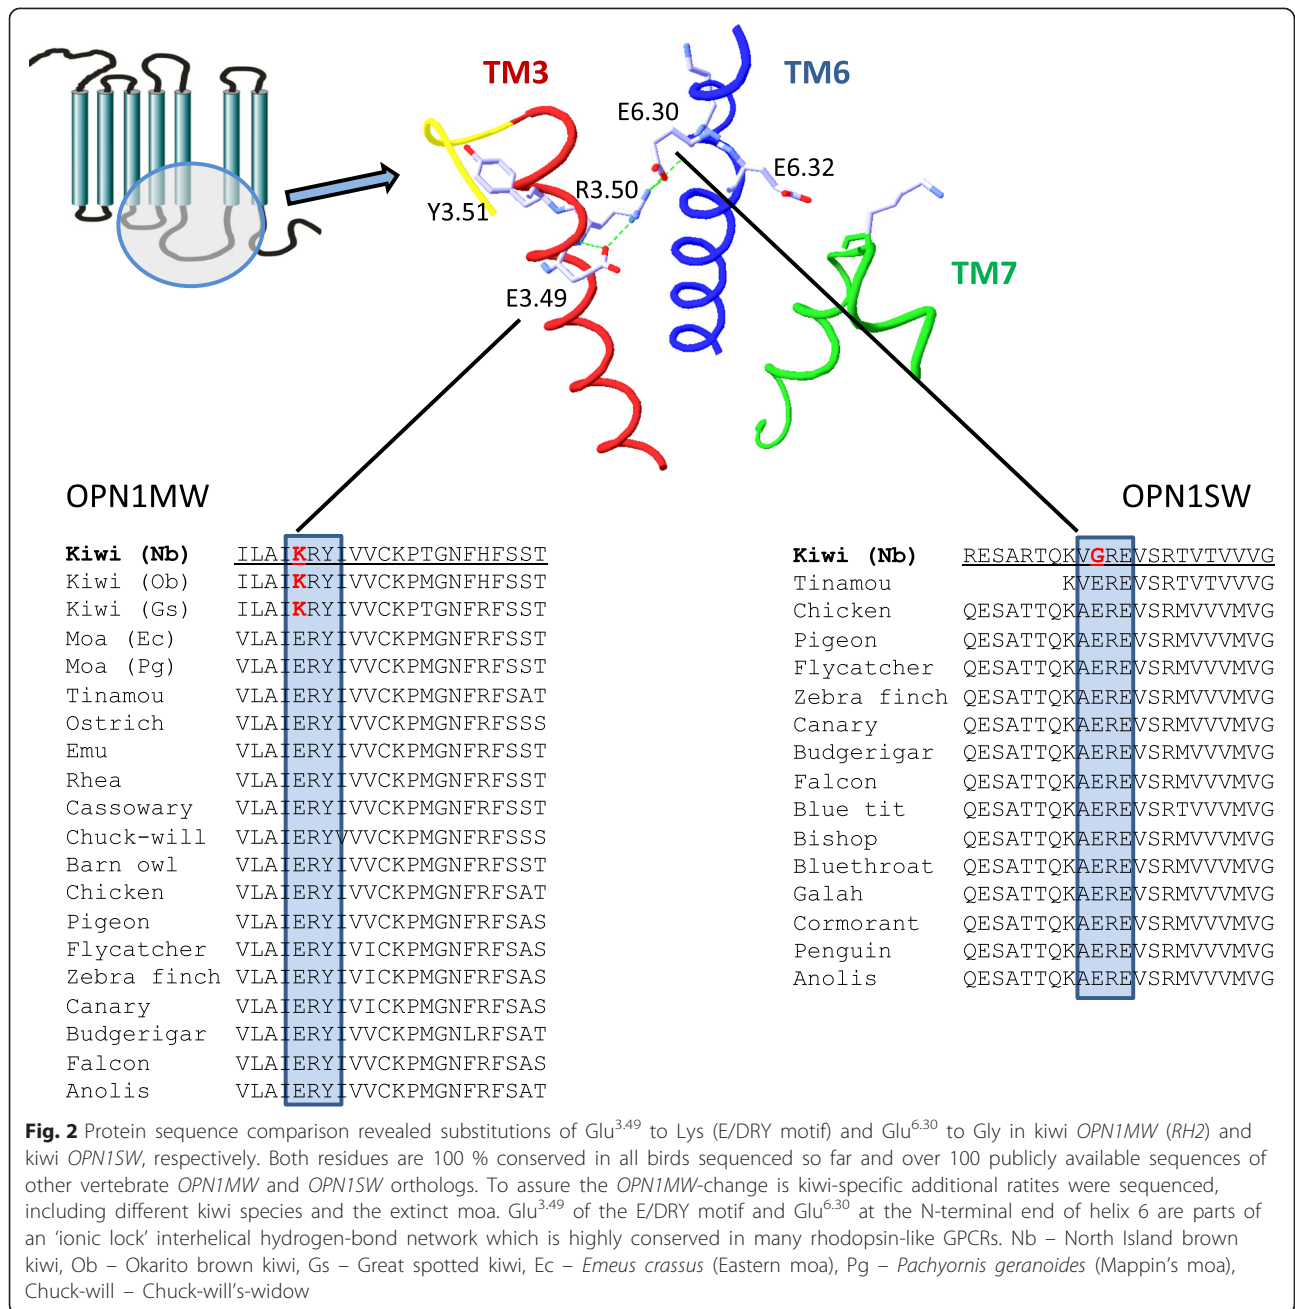 TM3
TM6
E6.30
E6.32
R3.50
Y3.51
TM7
E3.49
OPN1MW
Kiwi (Nb) ILAIKRYIVVCKPTGNFHFSST
Kiwi (Ob) ILAIKRYIVVCKPMGNFHFSST
Kiwi (Gs) ILAIKRYIVVCKPTGNFRFSST
Moa (Ec) VLAIERYIVVCKPMGNFRFSST
Moa (Pg) VLAIERYIVVCKPMGNFRFSST
Tinamou VLAIERYIVVCKPMGNFRFSAT
Ostrich VLAIERYIVVCKPMGNFRFSSS
Emu VLAIERYIVVCKPMGNFRFSST
Rhea VLAIERYIVVCKPMGNFRFSST
Cassowary VLAIERYIVVCKPMGNFRFSST
Chuck-will VLAIERYVVVCKPMGNFRFSSS
Barn owl VLAIERYIVVCKPMGNFRFSST
Chicken VLAIERYIVVCKPMGNFRFSAT
Pigeon VLAIERYIVVCKPMGNFRFSAS
Flycatcher VLAIERYIVICKPMGNFRFSAS
Zebra finch VLAIERYIVICKPMGNFRFSAS
Canary VLAIERYIVICKPMGNFRFSAS
Budgerigar VLAIERYIVVCKPMGNLRFSAT
Falcon VLAIERYIVVCKPMGNFRFSAS
Anolis VLAIERYIVVCKPMGNFRFSAT
OPN1SW
Kiwi (Nb) RESARTQKVGREVSRTVTVVVG
Tinamou KVEREVSRTVTVVVG
Chicken QESATTQKAEREVSRMVVVMVG
Pigeon QESATTQKAEREVSRMVVVMVG
Flycatcher QESATTQKAEREVSRMVVVMVG
Zebra finch QESATTQKAEREVSRMVVVMVG
Canary QESATTQKAEREVSRMVVVMVG
Budgerigar QESATTQKAEREVSRMVVVMVG
Falcon QESATTQKAEREVSRMVVVMVG
Blue tit QESATTQKAEREVSRTVVVMVG
Bishop QESATTQKAEREVSRMVVVMVG
Bluethroat QESATTQKAEREVSRMVVVMVG
Galah QESATTQKAEREVSRMVVVMVG
Cormorant QESATTQKAEREVSRMVVVMVG
Penguin QESATTQKAEREVSRMVVVMVG
Anolis QESATTQKAEREVSRMVVVMVG
Fig. 2 Protein sequence comparison revealed substitutions of Glu3.49 to Lys (E/DRY motif) and Glu6.30 to Gly in kiwi OPN1MW (RH2) and
kiwi OPN1SW, respectively. Both residues are 100 % conserved in all birds sequenced so far and over 100 publicly available sequences of
other vertebrate OPN1MW and OPN1SW orthologs. To assure the OPN1MW-change is kiwi-specific additional ratites were sequenced,
including different kiwi species and the extinct moa. Glu3.49 of the E/DRY motif and Glu6.30 at the N-terminal end of helix 6 are parts of
an ‘ionic lock’ interhelical hydrogen-bond network which is highly conserved in many rhodopsin-like GPCRs. Nb – North Island brown
kiwi, Ob – Okarito brown kiwi, Gs – Great spotted kiwi, Ec – Emeus crassus (Eastern moa), Pg – Pachyornis geranoides (Mappin's moa),
Chuck-will – Chuck-will's-widow